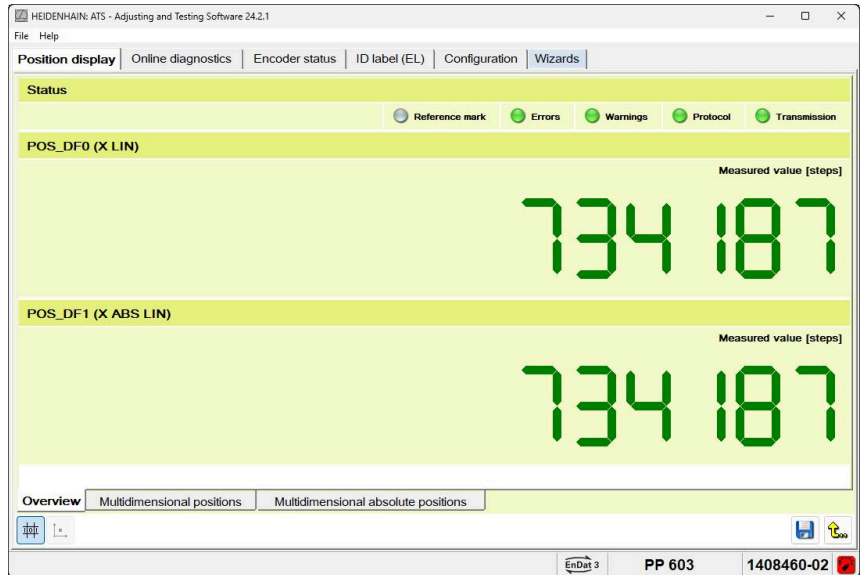 HEIDENHAIN: ATS - Adjusting and Testing Software 24.2.1
File Help
Position display Online diagnostics Encoder status ID label (EL) Configuration Wizards
Status
Reference mark Errors Warnings Protocol Transmission
POS_DF0 (X LIN)
Measured value [steps]
734 187
POS_DF1 (X ABS LIN)
Measured value [steps]
734 187
Overview Multidimensional positions Multidimensional absolute positions
EnDat 3 PP 603 1408460-02